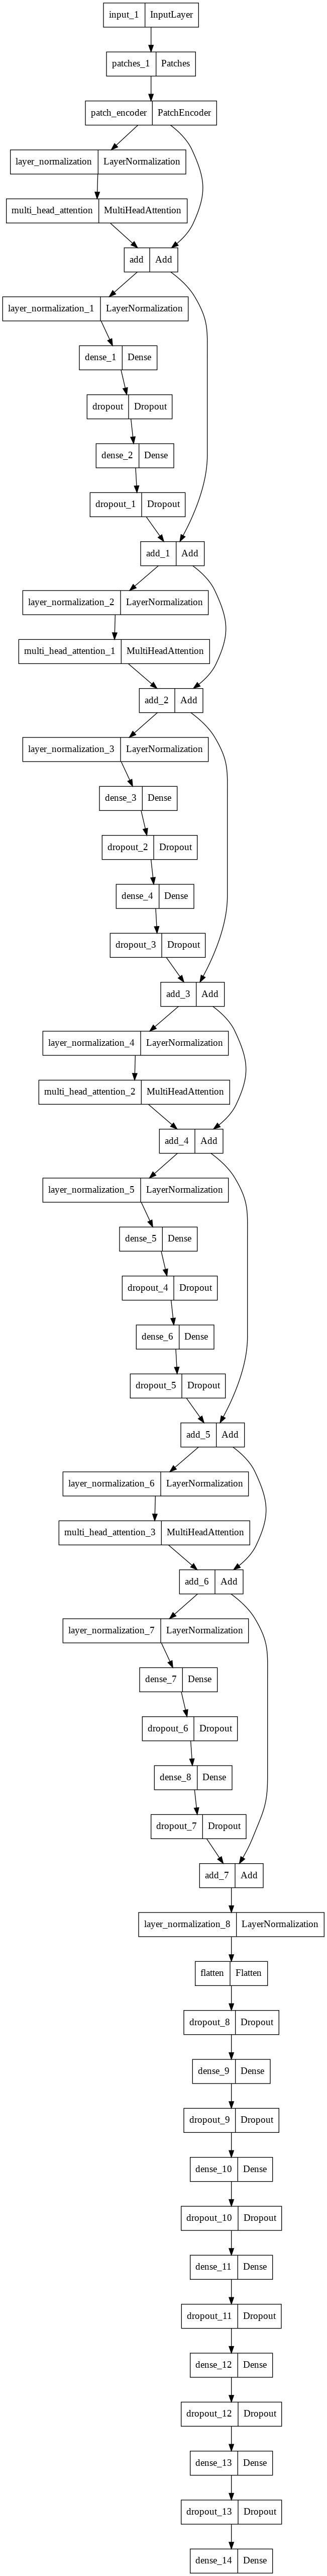 input_1 InputLayer
patches_1 Patches
patch_encoder PatchEncoder
layer_normalization LayerNormalization
multi_head_attention MultiHeadAttention
add Add
layer_normalization_1 LayerNormalization
dense_1 Dense
dropout Dropout
dense_2 Dense
dropout_1 Dropout
add_1 Add
layer_normalization_2 LayerNormalization
multi_head_attention_1 MultiHeadAttention
add_2 Add
layer_normalization_3 LayerNormalization
dense_3 Dense
dropout_2 Dropout
dense_4 Dense
dropout_3 Dropout
add_3 Add
layer_normalization_4 LayerNormalization
multi_head_attention_2 MultiHeadAttention
add_4 Add
layer_normalization_5 LayerNormalization
dense_5 Dense
dropout_4 Dropout
dense_6 Dense
dropout_5 Dropout
add_5 Add
layer_normalization_6 LayerNormalization
multi_head_attention_3 MultiHeadAttention
add_6 Add
layer_normalization_7 LayerNormalization
dense_7 Dense
dropout_6 Dropout
dense_8 Dense
dropout_7 Dropout
add_7 Add
layer_normalization_8 LayerNormalization
flatten Flatten
dropout_8 Dropout
dense_9 Dense
dropout_9 Dropout
dense_10 Dense
dropout_10 Dropout
dense_11 Dense
dropout_11 Dropout
dense_12 Dense
dropout_12 Dropout
dense_13 Dense
dropout_13 Dropout
dense_14 Dense